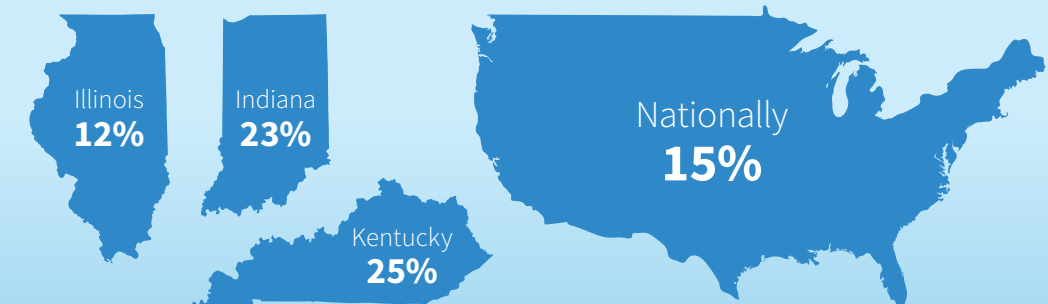 Illinois
12%
Indiana
23%
Kentucky
25%
Nationally
15%